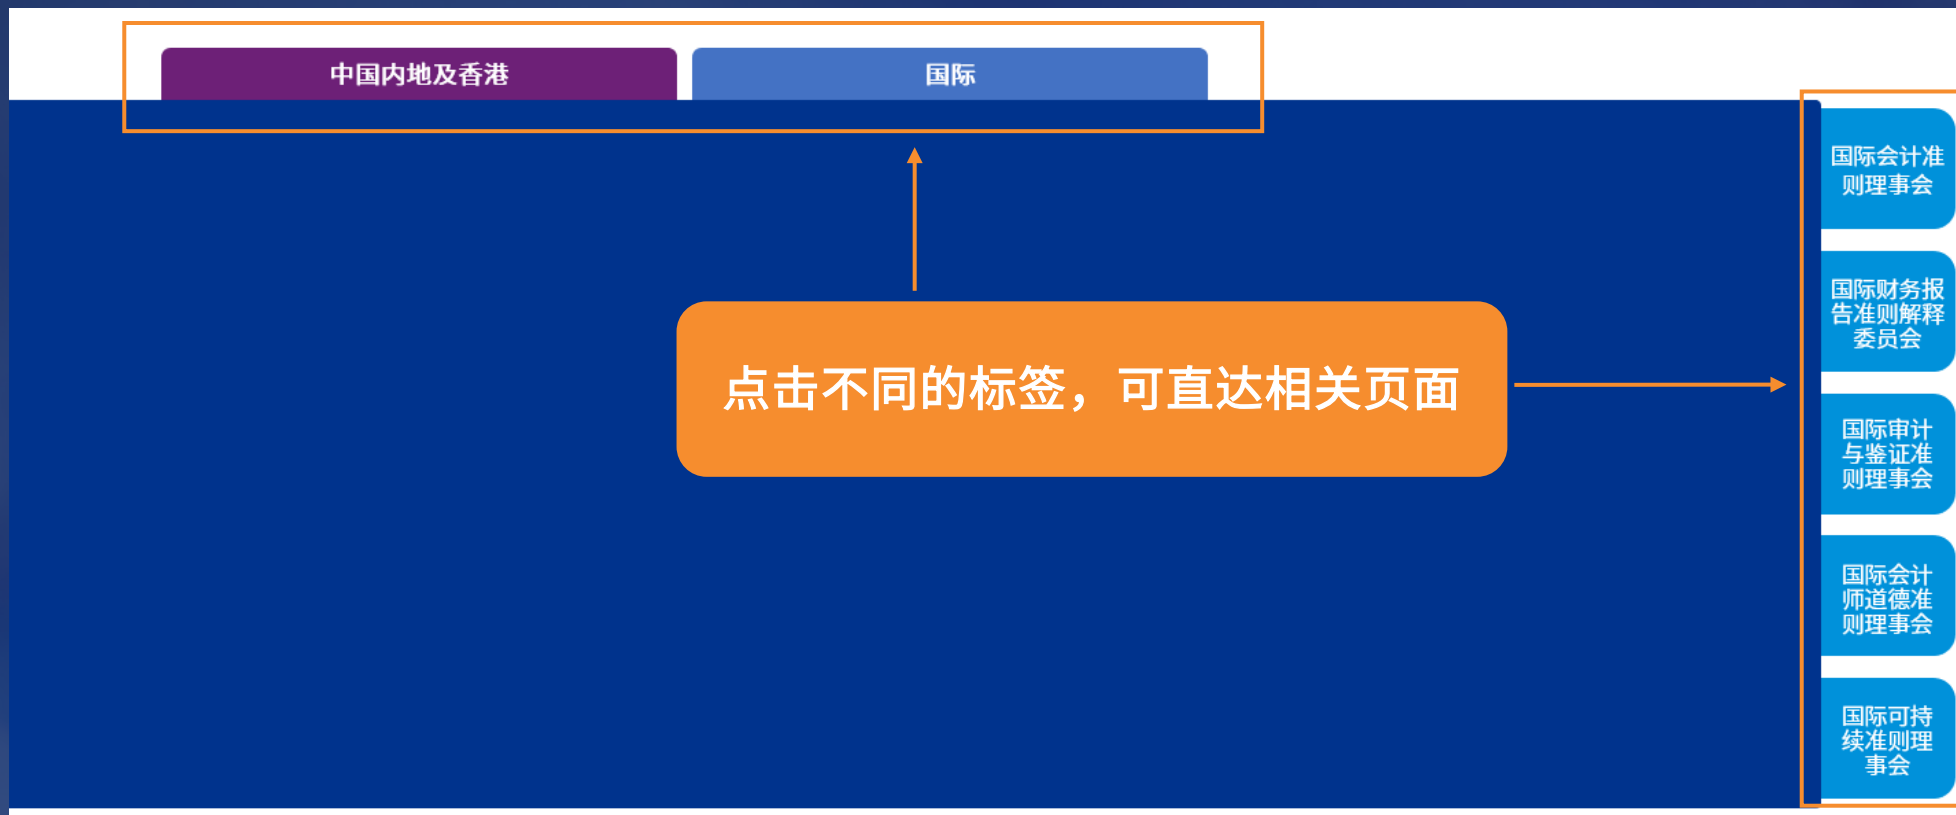 中国内地及香港
国际
点击不同的标签，可直达相关页面
国际会计准
则理事会
国际财务报
告准则解释
委员会
国际审计
与鉴证准
则理事会
国际会计
师道德准
则理事会
国际可持
续准则理
事会